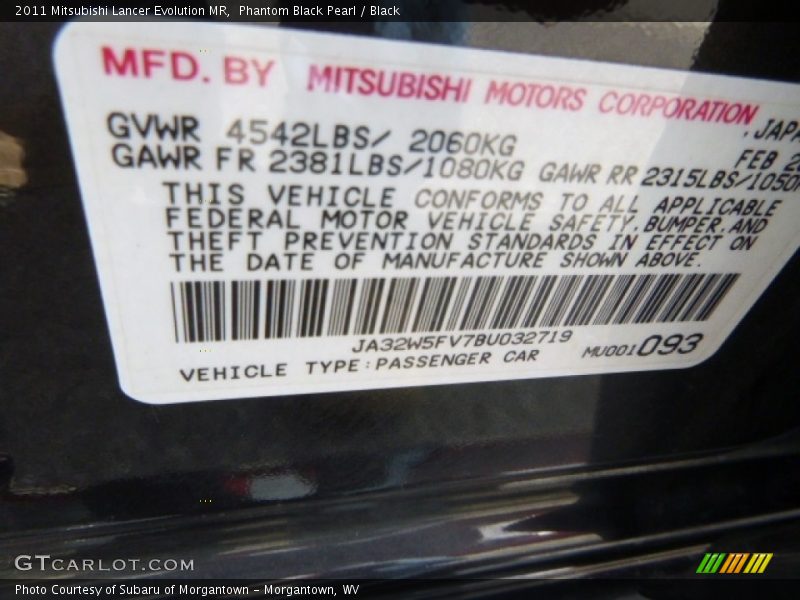 2011 Mitsubishi Lancer Evolution MR, Phantom Black Pearl / Black
MFD. BY MITSUBISHI MOTORS CORPORATION
GVWR 4542LBS/ 2060KG
FEB
GAWR FR 2381LBS/1080KG GAWR RR 2315LBS/1050
THIS VEHICLE CONFORMS TO ALL APPLICABLE
FEDERAL MOTOR VEHICLE SAFETY, BUMPER, AND
THEFT PREVENTION STANDARDS IN EFFECT ON
THE DATE OF MANUFACTURE SHOWN ABOVE.
JA32W5FV7BU032719
VEHICLE TYPE:PASSENGER CAR
MU001093
GTCARLOT.COM
Photo Courtesy of Subaru of Morgantown - Morgantown, WV